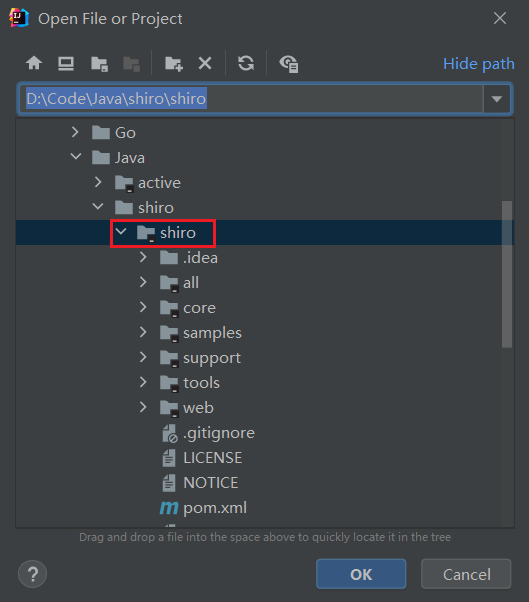 Open File or Project
Hide path
D:\Code\Java\shiro\shiro
Go
Java
active
shiro
shiro
.idea
all
core
samples
support
tools
web
.gitignore
LICENSE
NOTICE
pom.xml
Drag and drop a file into the space above to quickly locate it in the tree
?
OK
Cancel